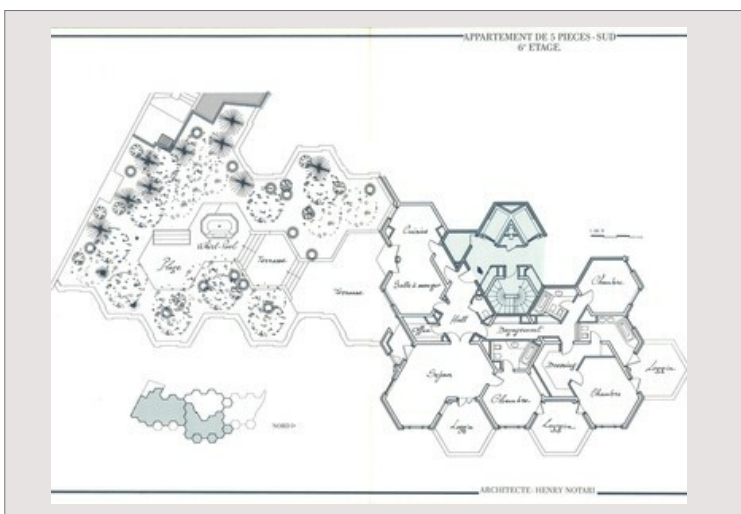 APPARTEMENT DE 5 PIECES - SUD
6e ETAGE.
Cuisine
Whirl-Pool
Plage
Terrasse
Terrasse
Salle à manger
Chambre
Hall
Office
Dégagement
Séjour
Dressing
Loggia
Chambre
Chambre
Loggia
Loggia
NORD
ARCHITECTE - HENRY NOTARI